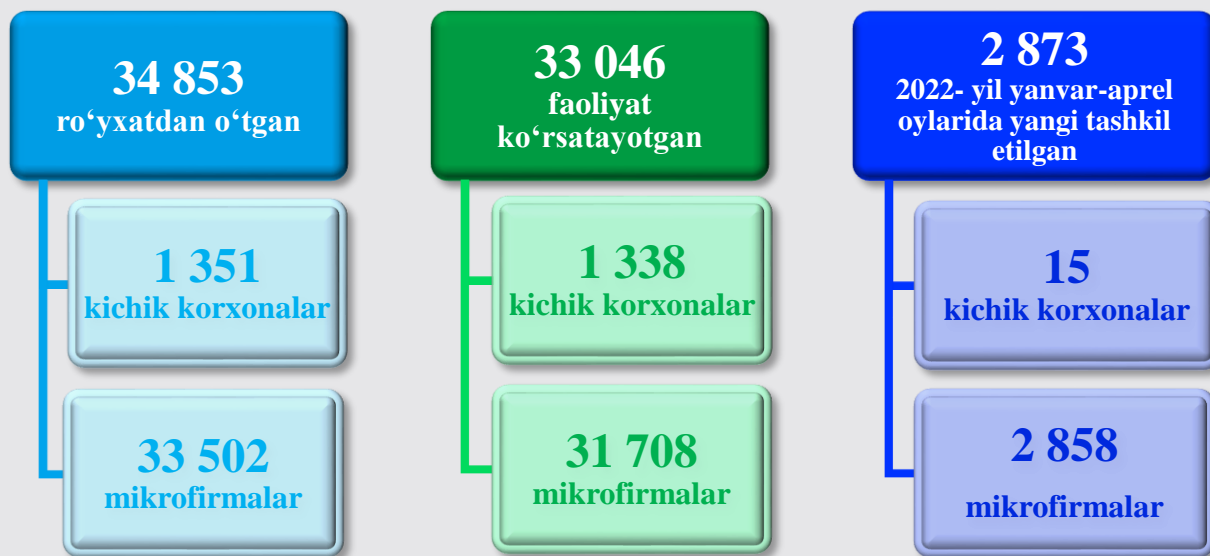 34 853
ro‘yxatdan o‘tgan
1 351
kichik korxonalar
33 502
mikrofirmalar
33 046
faoliyat
ko‘rsatayotgan
1 338
kichik korxonalar
31 708
mikrofirmalar
2 873
2022- yil yanvar-aprel
oylarida yangi tashkil
etilgan
15
kichik korxonalar
2 858
mikrofirmalar